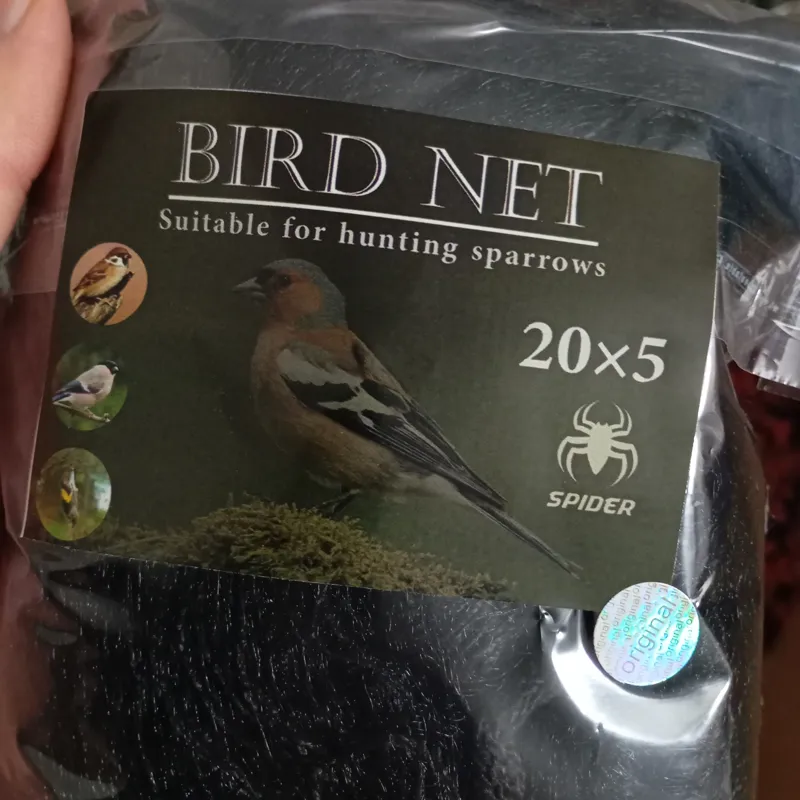 BIRD NET
Suitable for hunting sparrows
20×5
SPIDER
original